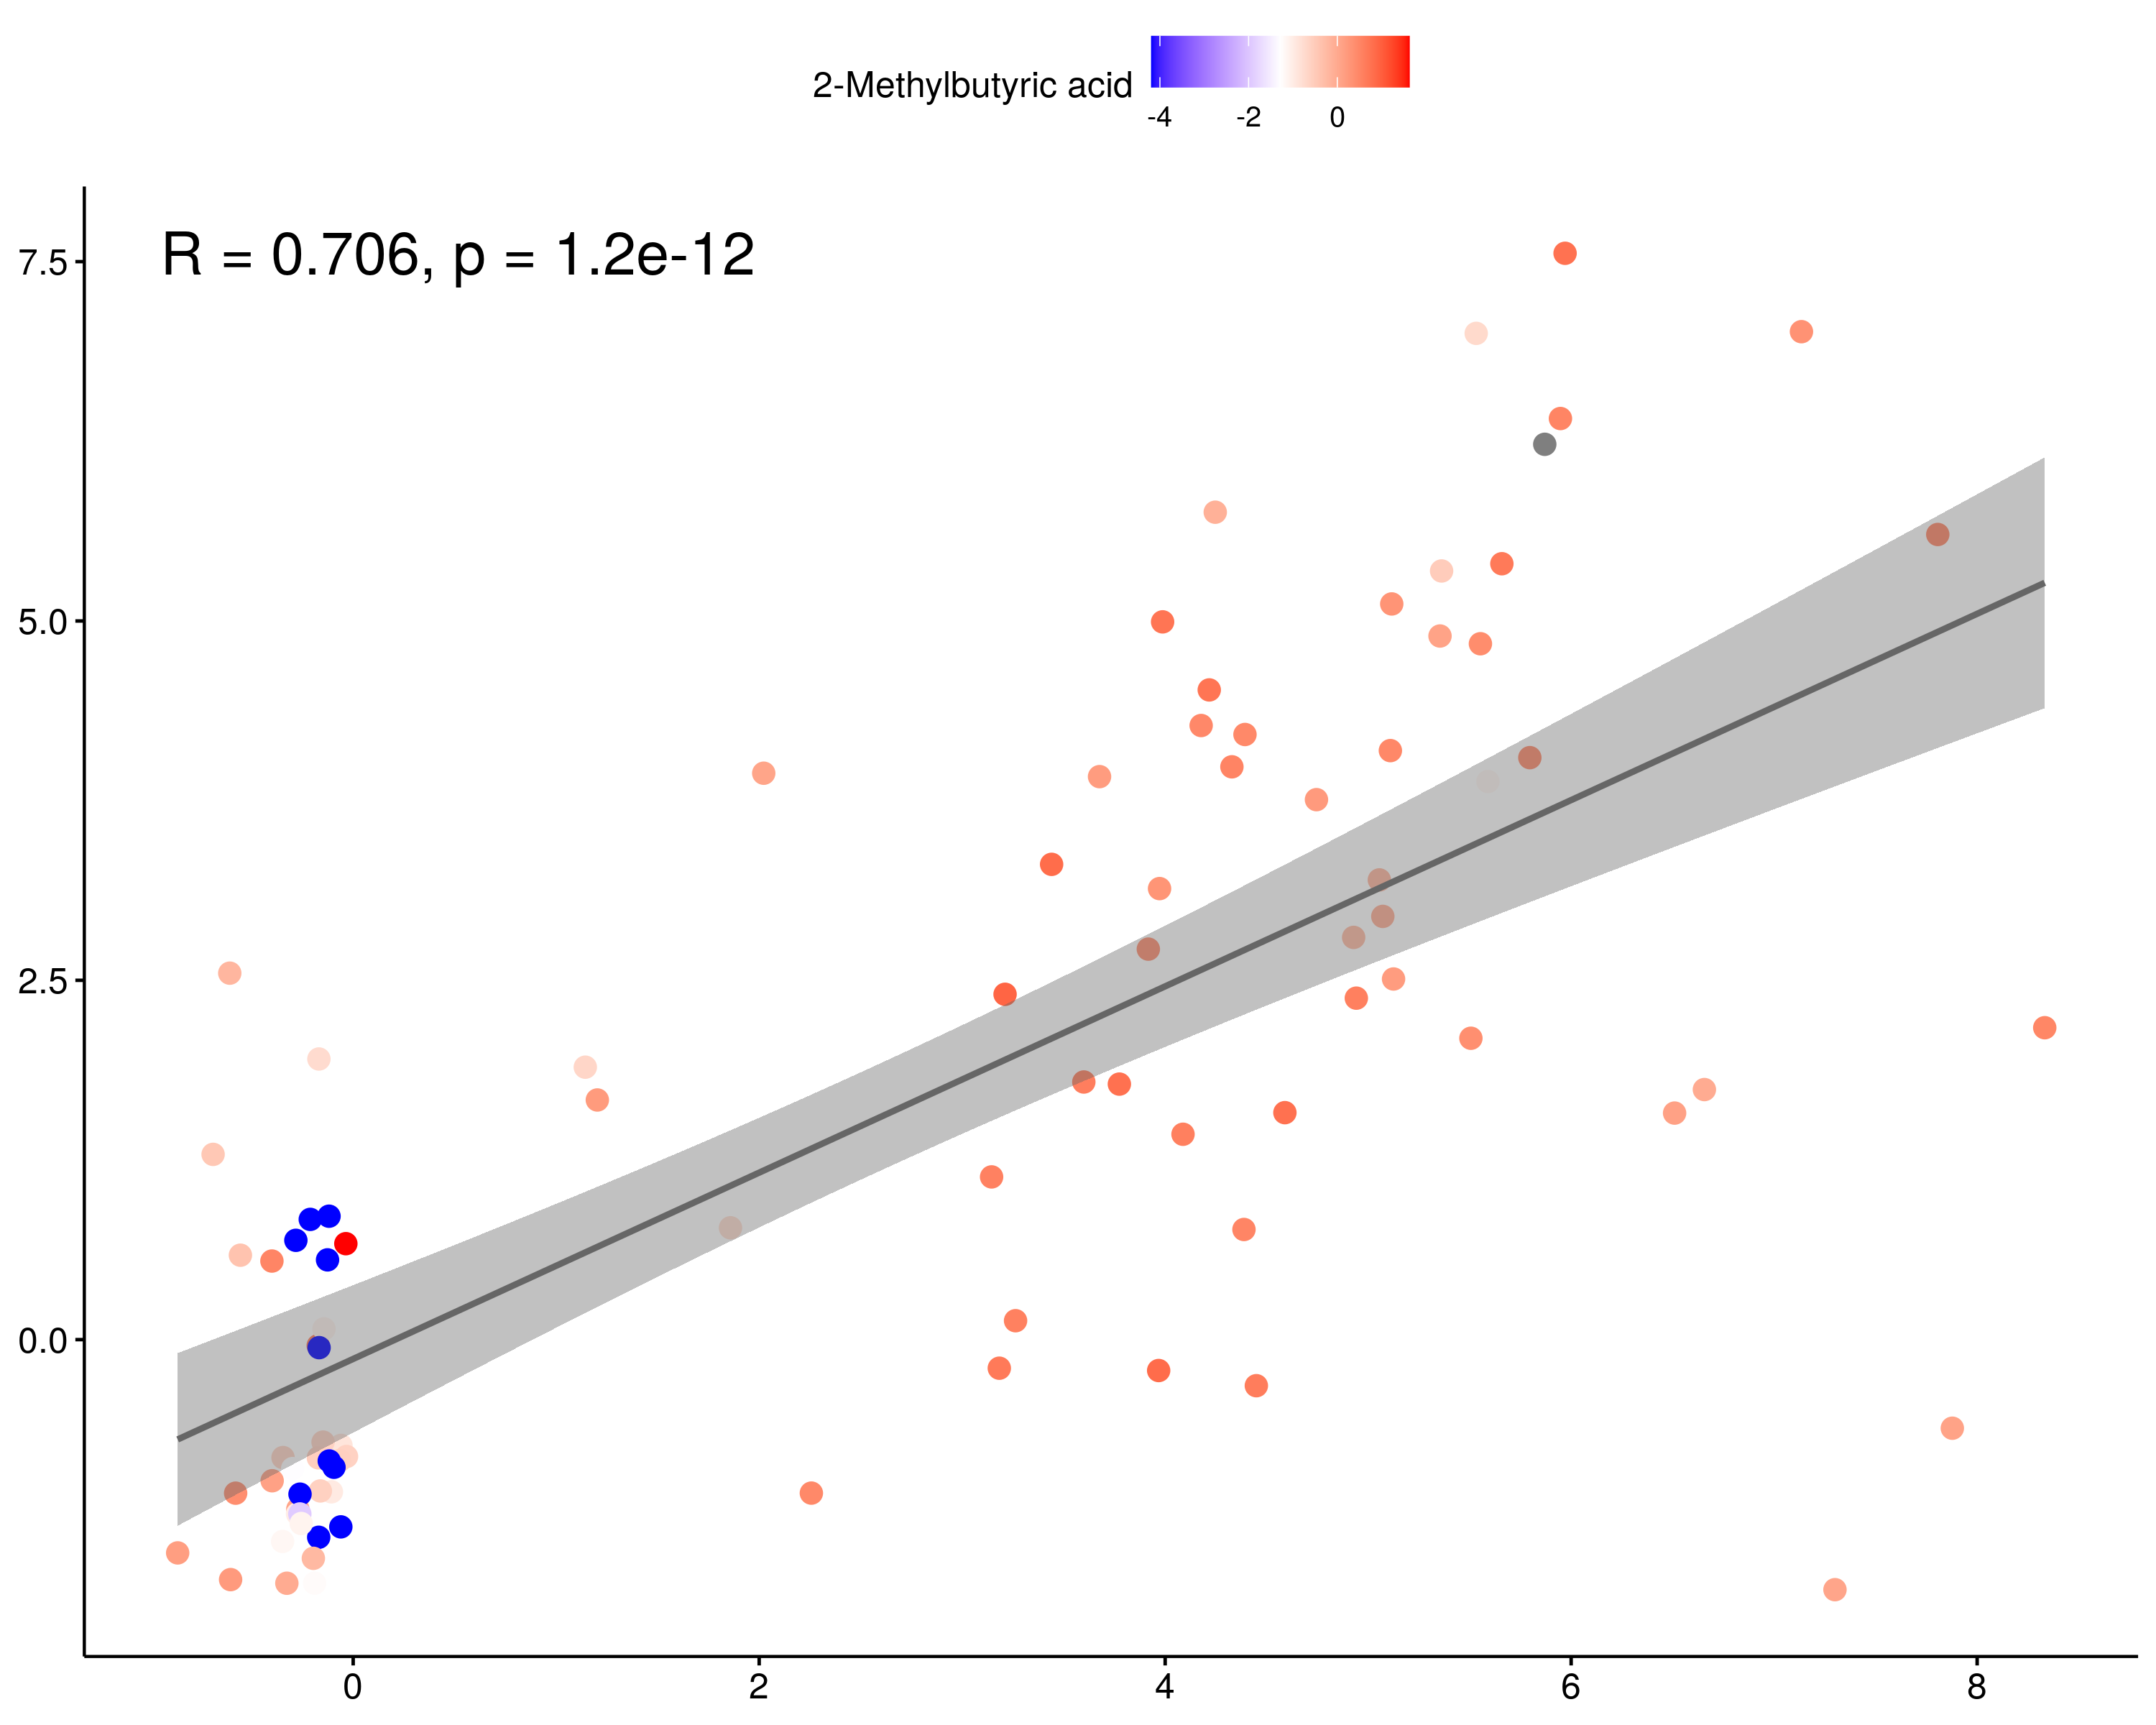 2-Methylbutyric acid
-4 -2 0
R = 0.706, p = 1.2e-12
7.5
5.0
2.5
0.0
0 2 4 6 8